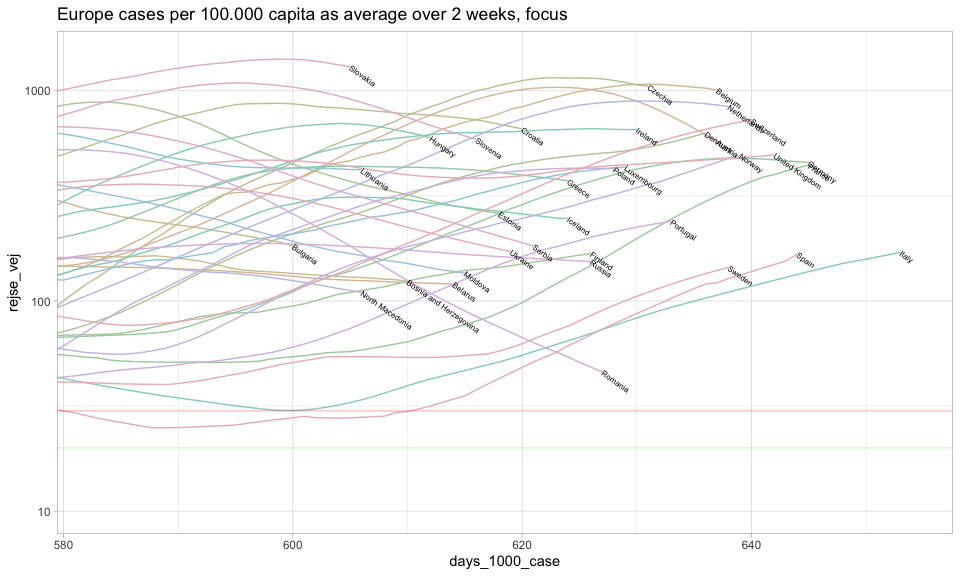 Europe cases per 100.000 capita as average over 2 weeks, focus
rejse_vej
1000
100
10
Slovakia
Czechia
Belgium
Netherlands
Switzerland
Croatia
Ireland
Hungary
Slovenia
Denmark
Austria
Norway
Lithuania
Greece
Poland
Luxembourg
United Kingdom
Germany
France
Estonia
Iceland
Portugal
Bulgaria
Serbia
Ukraine
Finland
Russia
Sweden
Spain
Italy
Moldova
Belarus
Bosnia and Herzegovina
North Macedonia
Romania
580
600
620
640
days_1000_case